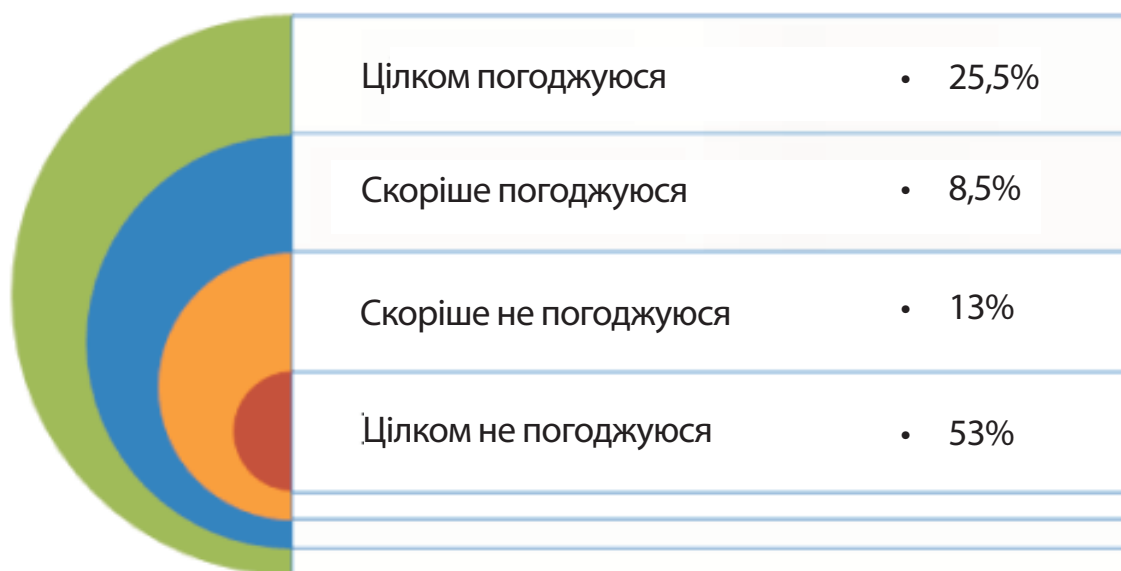 Цілком погоджуюся • 25,5%
Скоріше погоджуюся • 8,5%
Скоріше не погоджуюся • 13%
Цілком не погоджуюся • 53%